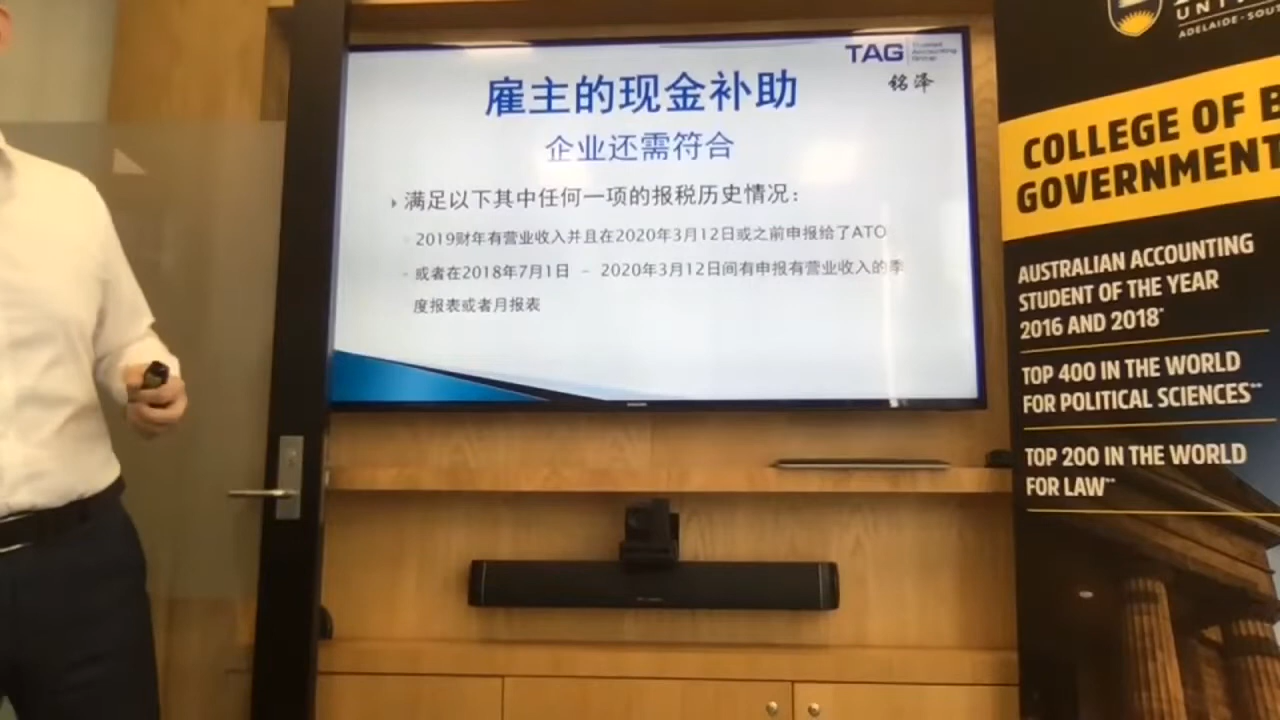 TAG
Trusted
Accounting
Group
铭泽
雇主的现金补助
企业还需符合
满足以下其中任何一项的报税历史情况:
2019财年有营业收入并且在2020年3月12日或之前申报给了ATO
- 或者在2018年7月1日 – 2020年3月12日间有申报有营业收入的季
度报表或者月报表
ADELAIDE · SOUT
COLLEGE OF B
GOVERNMENT
AUSTRALIAN ACCOUNTING
STUDENT OF THE YEAR
2016 AND 2018*
TOP 400 IN THE WORLD
FOR POLITICAL SCIENCES**
TOP 200 IN THE WORLD
FOR LAW**